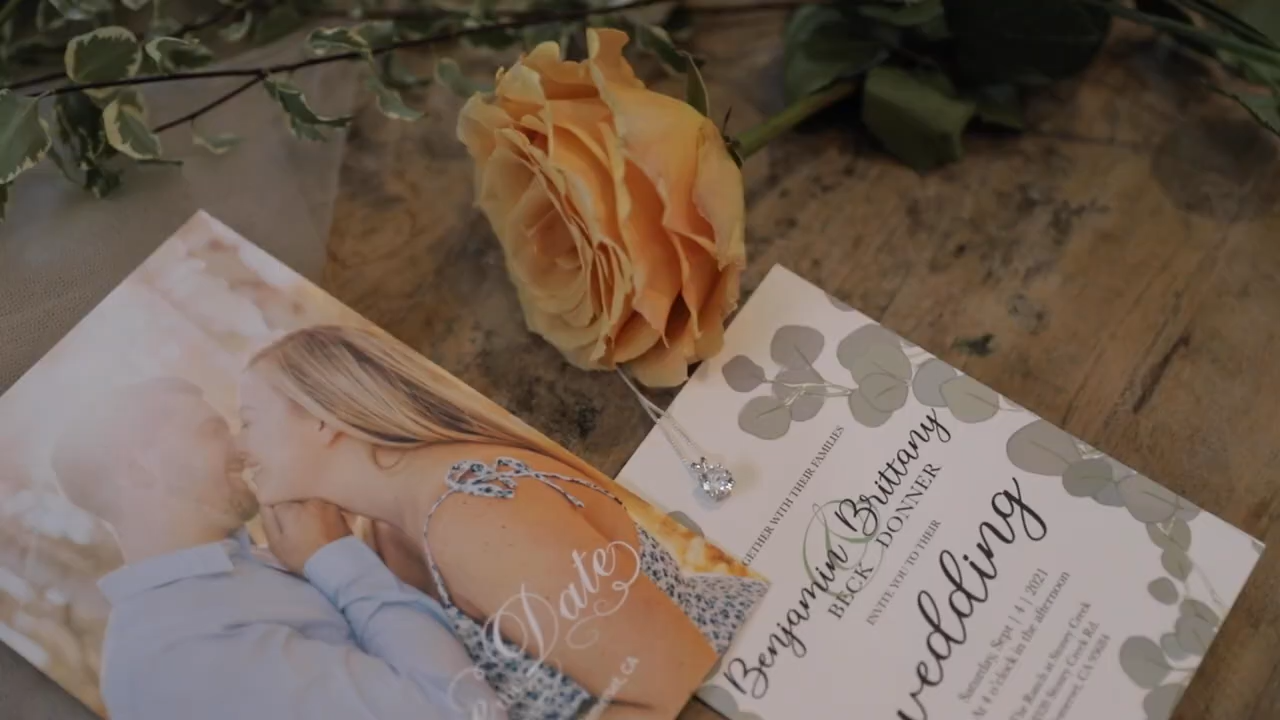 Date
CA
WITH THEIR FAMILIES
Benjamin & Brittany
BECK DONNER
INVITE YOU TO THEIR
wedding
Saturday, Sept | 4 | 2021
At 4 o'clock in the afternoon
The Ranch at Stoney Creek
Stoney Creek Rd.
CA